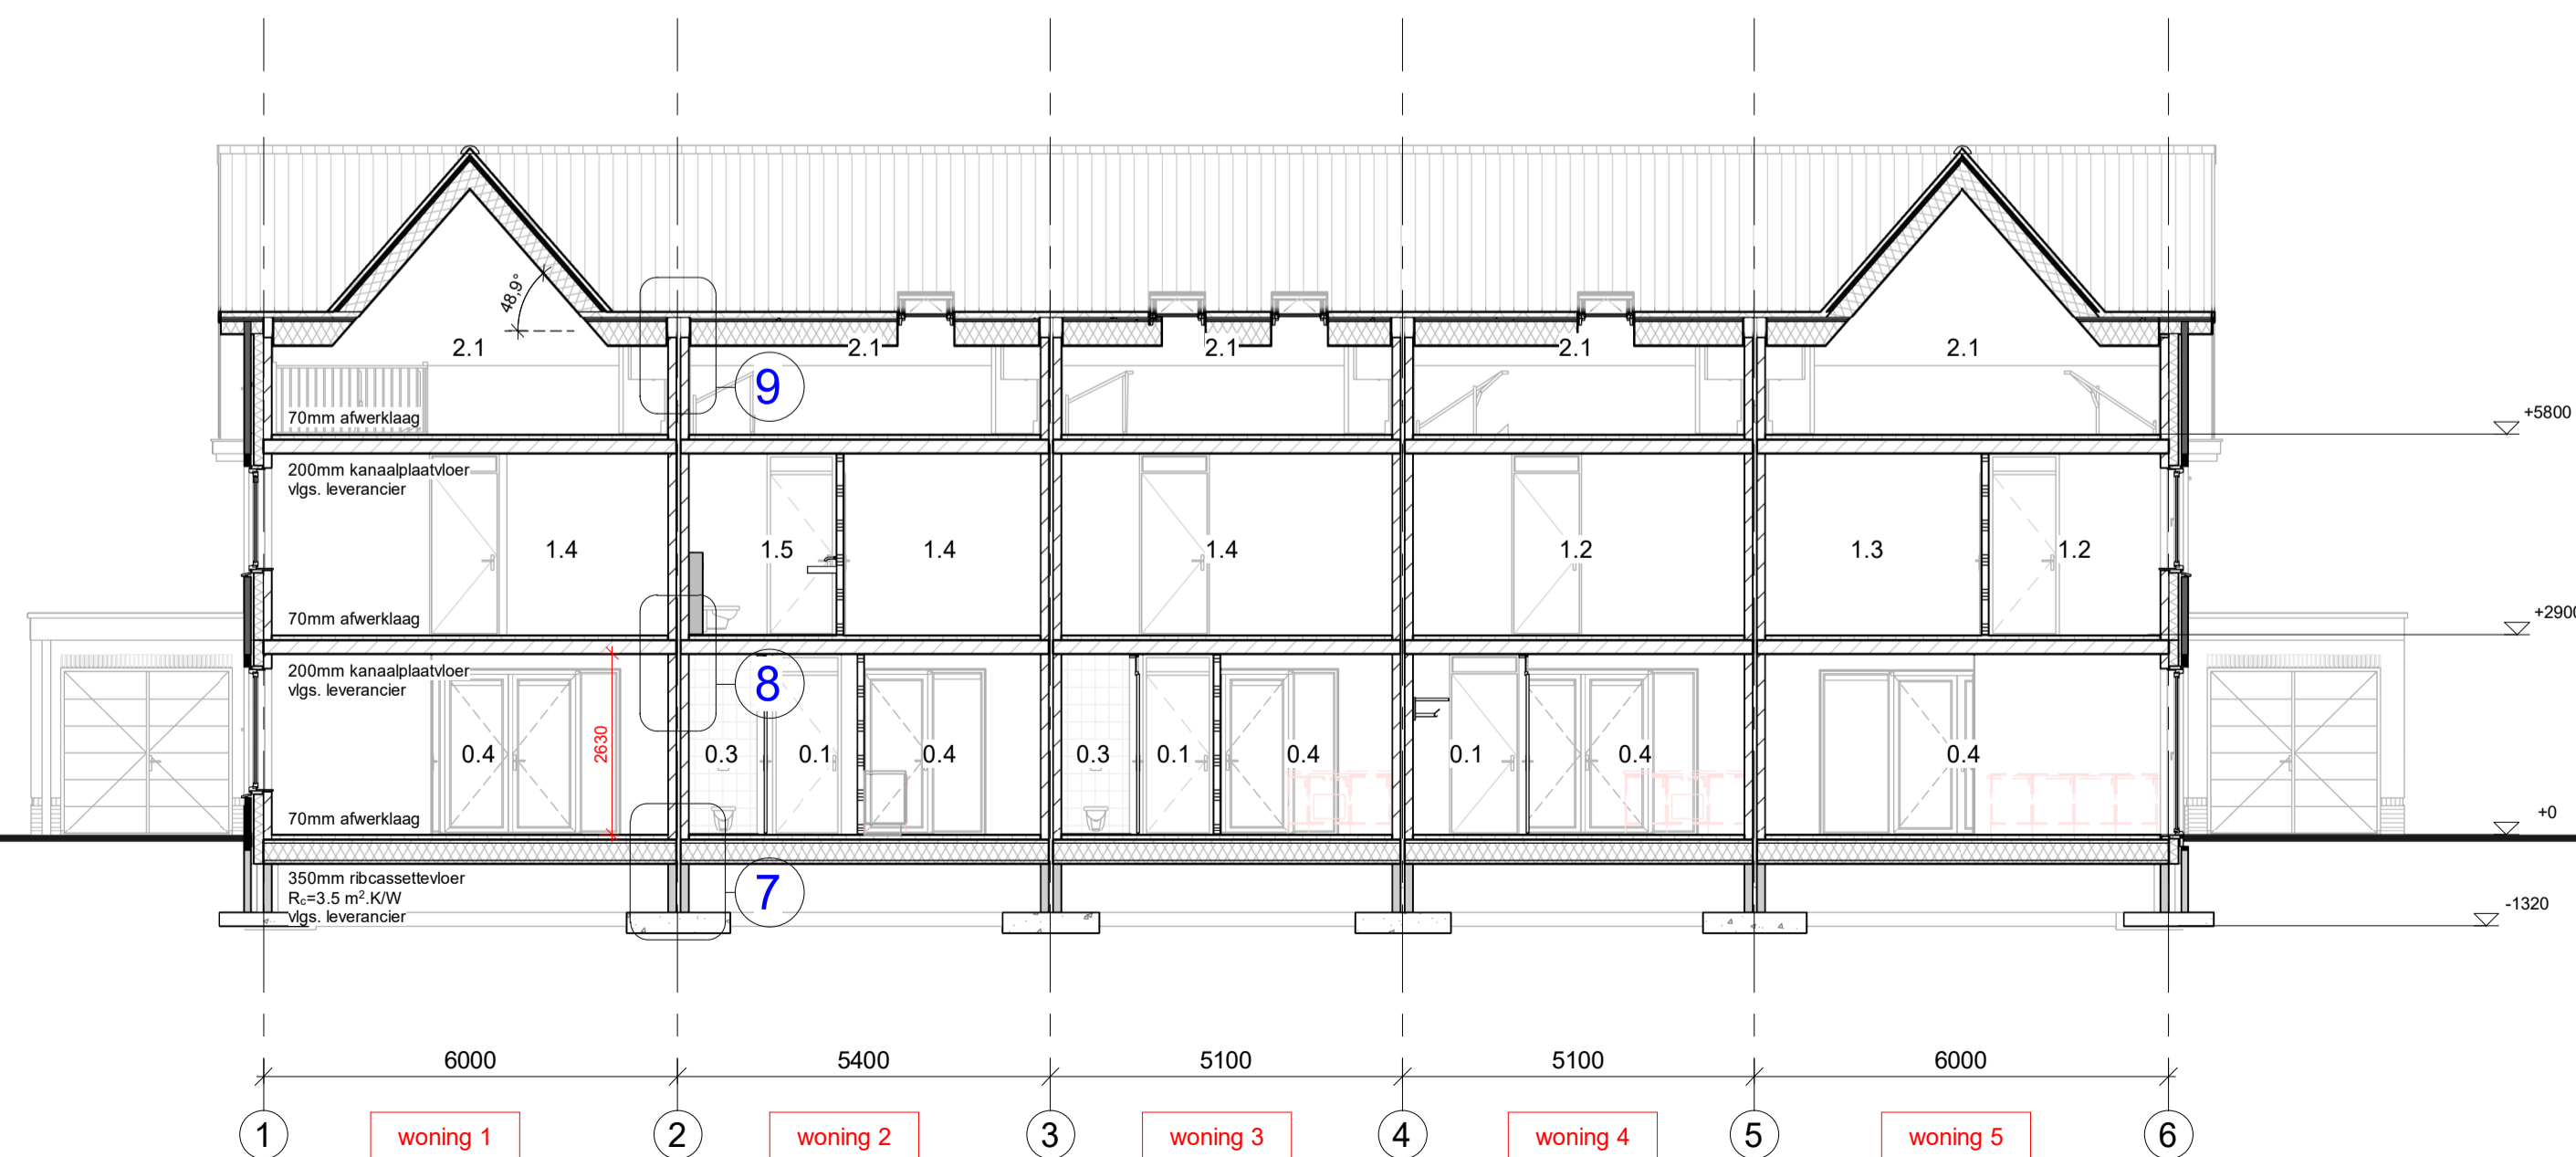 48,9°
2.1
2.1
2.1
2.1
2.1
9
70mm afwerklaag
+5800
200mm kanaalplaatvloer
vlgs. leverancier
1.4
1.5
1.4
1.4
1.2
1.3
1.2
70mm afwerklaag
+2900
200mm kanaalplaatvloer
vlgs. leverancier
8
2630
0.4
0.3
0.1
0.4
0.3
0.1
0.4
0.1
0.4
0.4
70mm afwerklaag
+0
350mm ribcassettevloer
Rc=3.5 m².K/W
vlgs. leverancier
7
-1320
6000
5400
5100
5100
6000
1
woning 1
2
woning 2
3
woning 3
4
woning 4
5
woning 5
6